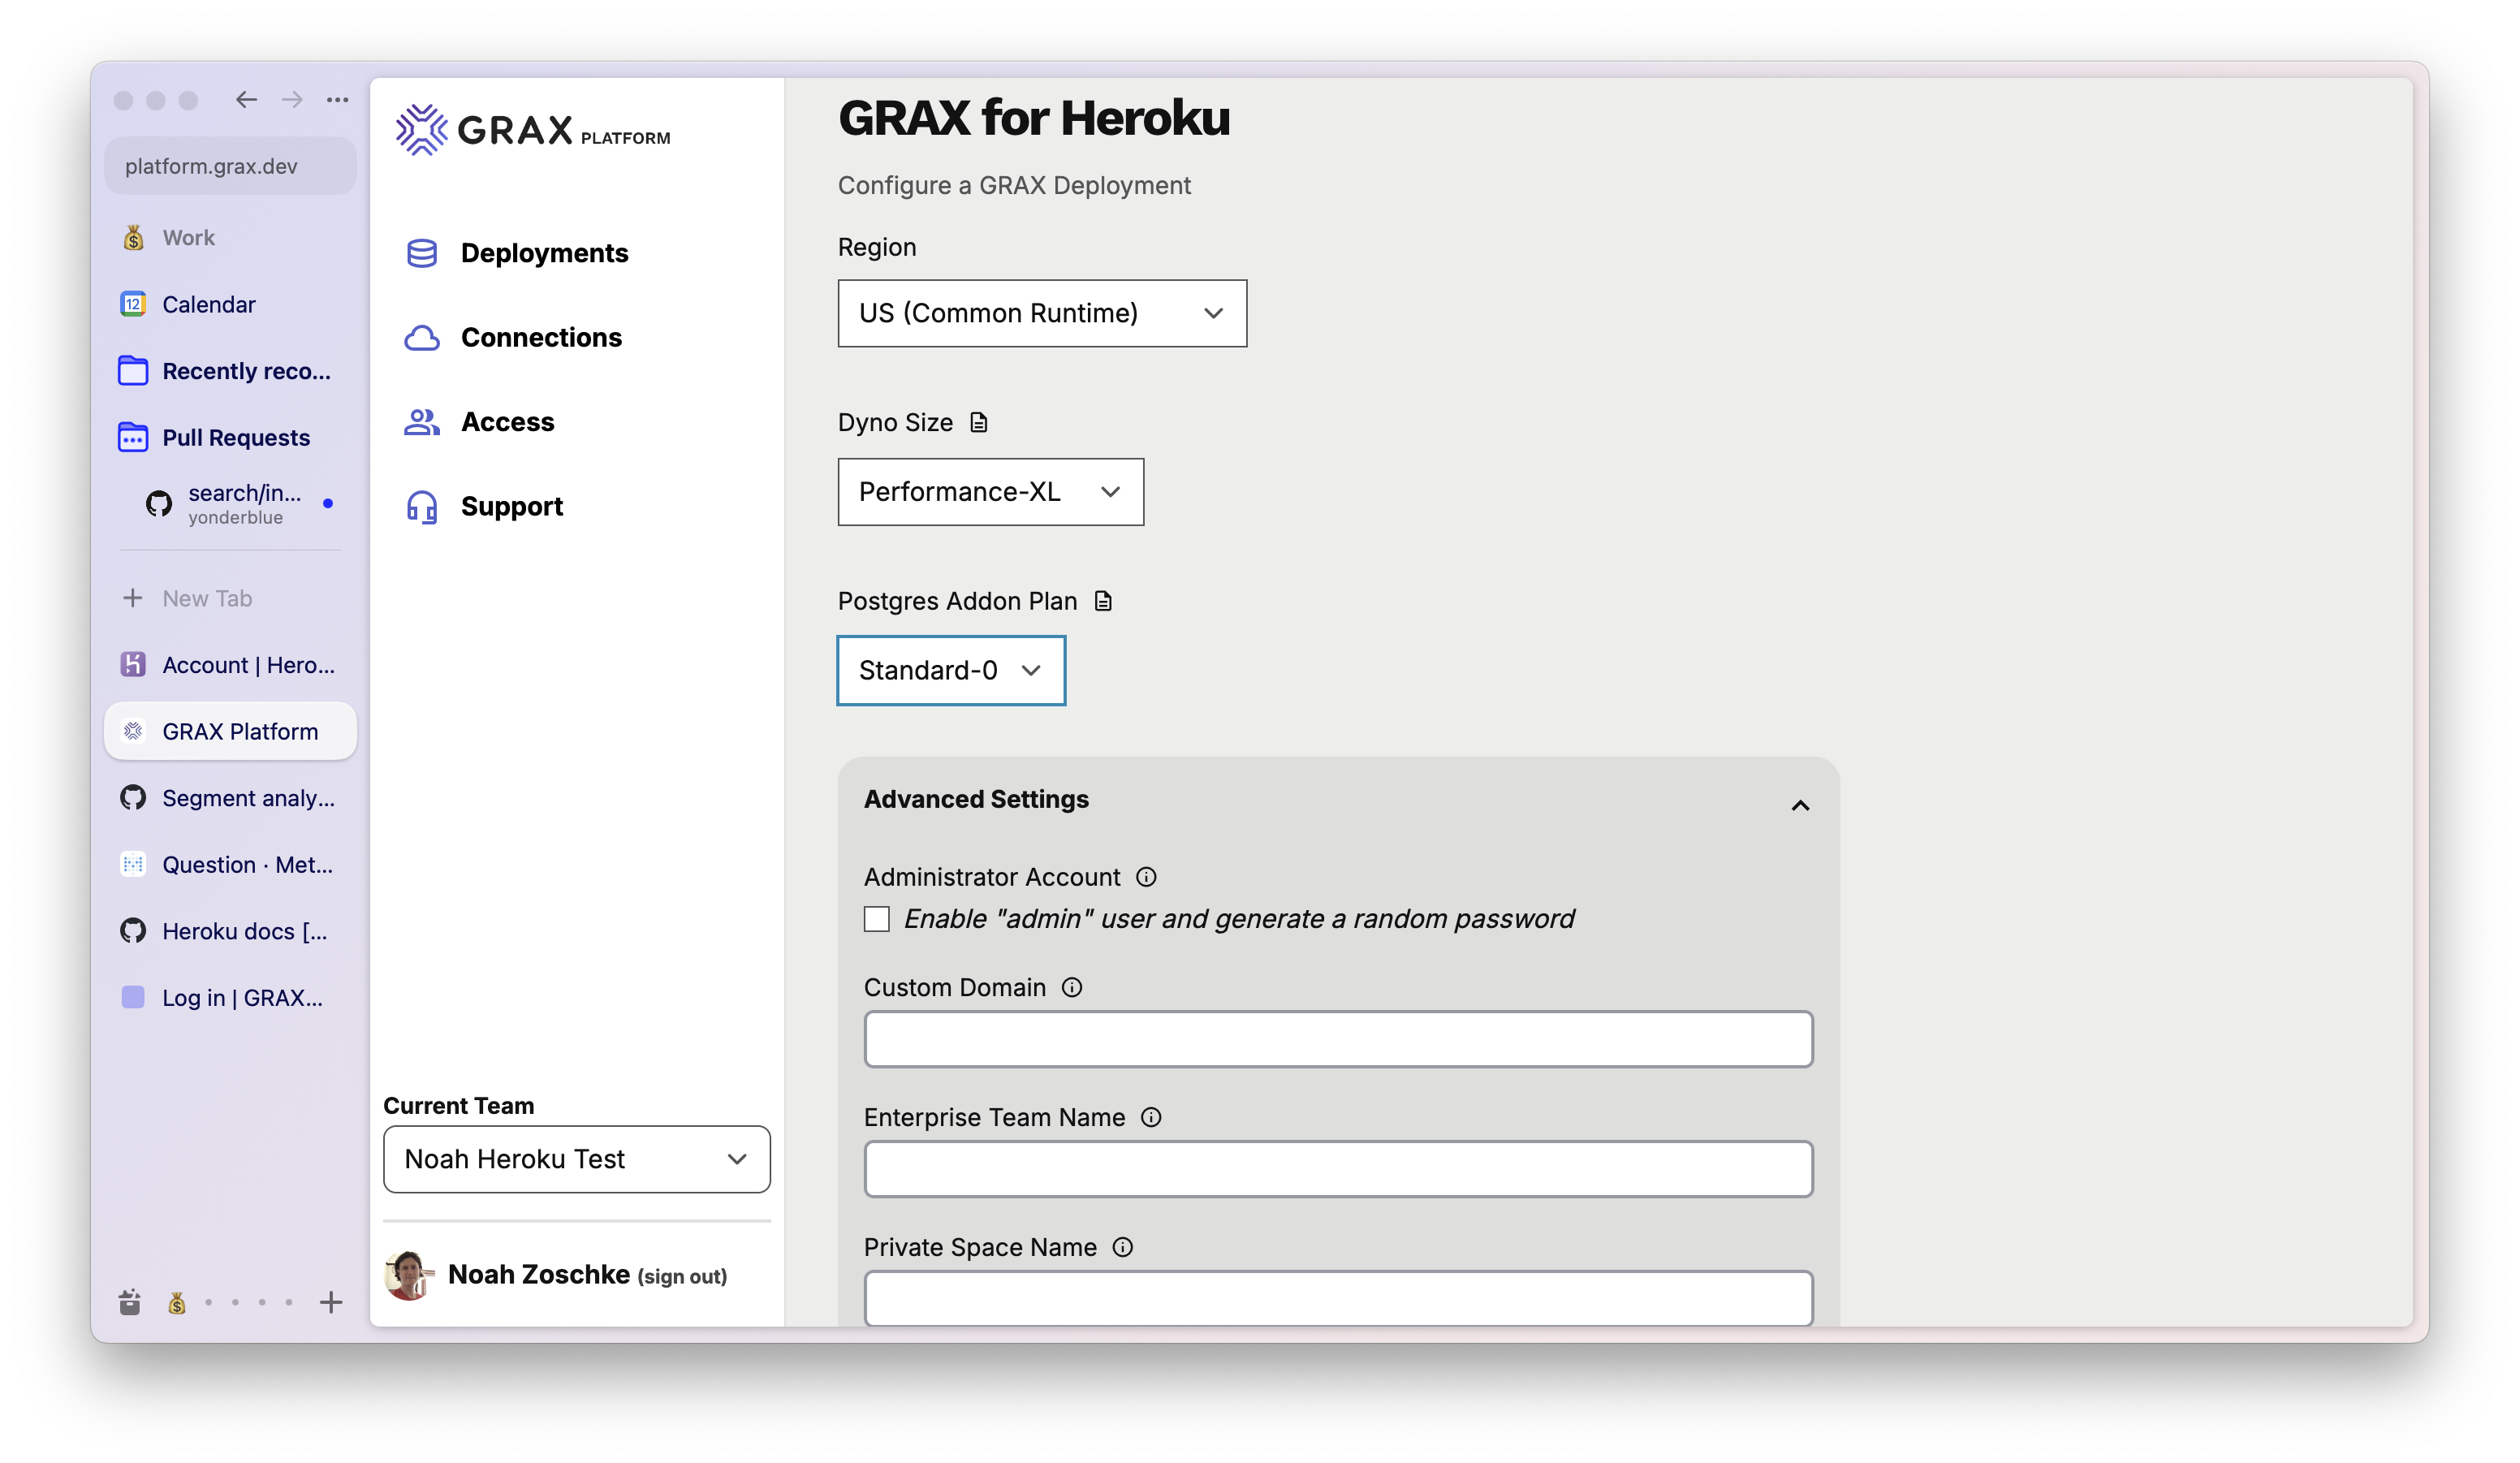 platform.grax.dev
Work
12
Calendar
Recently reco...
Pull Requests
search/in...
yonderblue
New Tab
Account | Hero...
GRAX Platform
Segment analy...
Question · Met...
Heroku docs [...
Log in | GRAX...
GRAX PLATFORM
Deployments
Connections
Access
Support
Current Team
Noah Heroku Test
Noah Zoschke (sign out)
GRAX for Heroku
Configure a GRAX Deployment
Region
US (Common Runtime)
Dyno Size
Performance-XL
Postgres Addon Plan
Standard-0
Advanced Settings
Administrator Account
Enable "admin" user and generate a random password
Custom Domain
Enterprise Team Name
Private Space Name